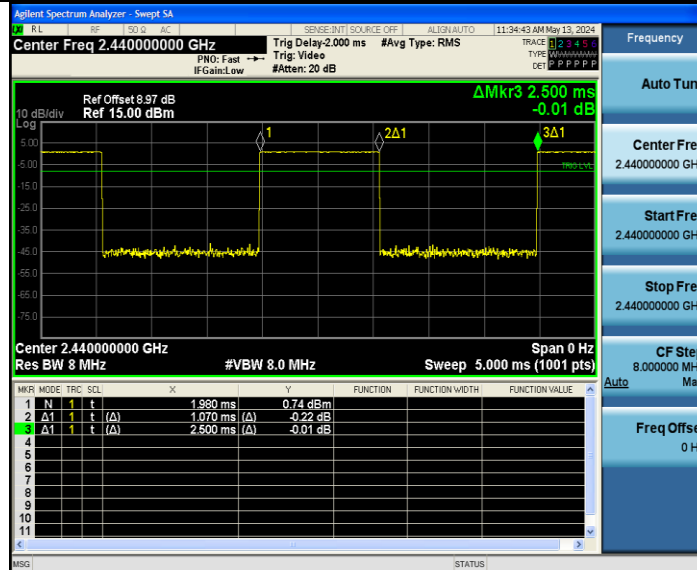 Agilent Spectrum Analyzer - Swept SA
RL RF 50 Ω AC SENSE:INT SOURCE OFF ALIGN AUTO 11:34:43 AM May 13, 2024
Center Freq 2.440000000 GHz
Trig Delay-2.000 ms #Avg Type: RMS
TRACE 1 2 3 4 5 6
PNO: Fast Trig: Video
TYPE WWWWWW
IFGain:Low #Atten: 20 dB
DET P P P P P P
Frequency
Auto Tun
ΔMkr3 2.500 ms
-0.01 dB
Ref Offset 8.97 dB
10 dB/div Ref 15.00 dBm
Log
5.00
-5.00
-15.0
-25.0
-35.0
-45.0
-55.0
-65.0
-75.0
1
2Δ1
3Δ1
TRIG LVL
Center Fre
2.440000000 GH
Start Fre
2.440000000 GH
Stop Fre
2.440000000 GH
Center 2.440000000 GHz Span 0 Hz
Res BW 8 MHz #VBW 8.0 MHz Sweep 5.000 ms (1001 pts)
CF Ste
8.000000 MH
Auto Ma
Freq Offse
0 H
MKR MODE TRC SCL X Y FUNCTION FUNCTION WIDTH FUNCTION VALUE
1 N 1 t 1.980 ms 0.74 dBm
2 Δ1 1 t (Δ) 1.070 ms (Δ) -0.22 dB
3 Δ1 1 t (Δ) 2.500 ms (Δ) -0.01 dB
4
5
6
7
8
9
10
11
MSG STATUS